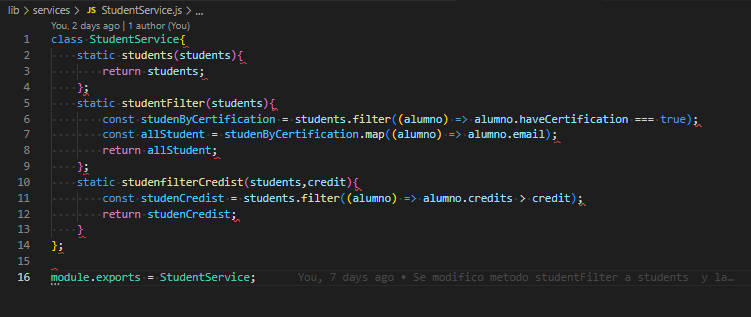 lib > services > JS StudentService.js > ...
You, 2 days ago | 1 author (You)
1 class StudentService{
2 static students(students){
3 return students;
4 };
5 static studentFilter(students){
6 const studenByCertification = students.filter((alumno) => alumno.haveCertification === true);
7 const allStudent = studenByCertification.map((alumno) => alumno.email);
8 return allStudent;
9 };
10 static studenfilterCredist(students,credit){
11 const studenCredist = students.filter((alumno) => alumno.credits > credit);
12 return studenCredist;
13 }
14 };
15
16 module.exports = StudentService; You, 7 days ago • Se modifico metodo studentFilter a students y la…